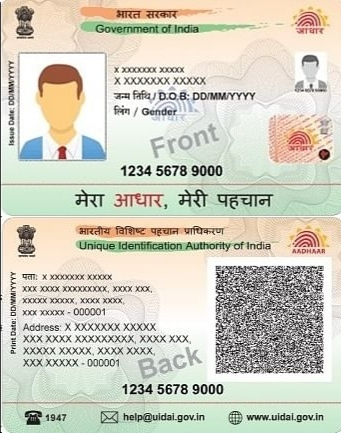 भारत सरकार
Government of India
आधार
Issue Date: DD/MM/YYYY
x xxxxxxx xxxxx
X XXXXXXX XXXXX
जन्म तिथि / D.O.B: DD/MM/YYYY
लिंग / Gender
आधार
Front
आधार
1234 5678 9000
मेरा आधार, मेरी पहचान
भारतीय विशिष्ट पहचान प्राधिकरण
Unique Identification Authority of India
AADHAAR
Print Date: DD/MM/YYYY
पता: x xxxxxxx xxxxx
xxx xxxx xxxxxxxxx, xxxx xxx,
xxxxx xxxxx, xxxx xxxx,
xxx xxxxx - 000001
Address: X XXXXXXX XXXXX
XXX XXXX XXXXXXXXX, XXXX XXX,
XXXXX XXXXX, XXXX XXXX,
XXX XXXXX - 000001
Back
1234 5678 9000
1947
help@uidai.gov.in
www.uidai.gov.in